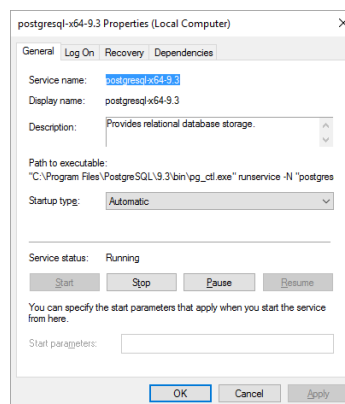 postgresql-x64-9.3 Properties (Local Computer)
General Log On Recovery Dependencies
Service name: postgresql-x64-9.3
Display name: postgresql-x64-9.3
Description: Provides relational database storage.
Path to executable:
"C:\Program Files\PostgreSQL\9.3\bin\pg_ctl.exe" runservice -N "postgres
Startup type: Automatic
Service status: Running
Start Stop Pause Resume
You can specify the start parameters that apply when you start the service
from here.
Start parameters:
OK Cancel Apply